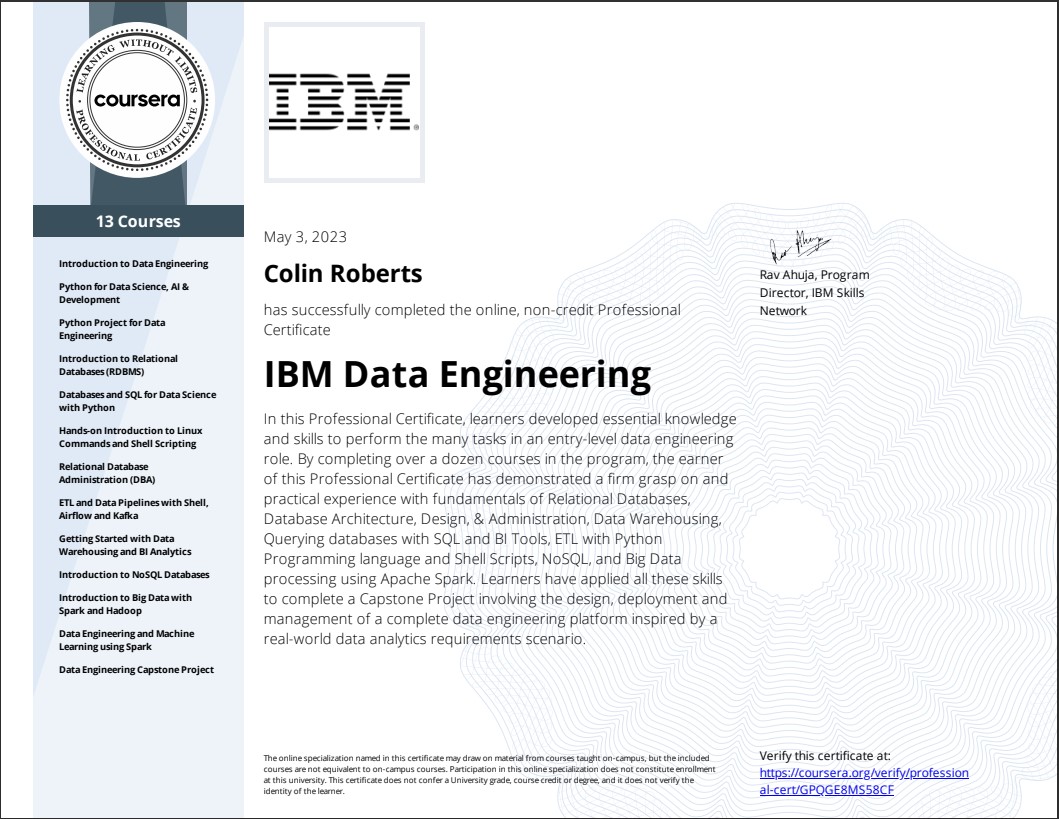 LEARNING WITHOUT LIMITS
coursera
PROFESSIONAL CERTIFICATE
13 Courses
Introduction to Data Engineering
Python for Data Science, AI &
Development
Python Project for Data
Engineering
Introduction to Relational
Databases (RDBMS)
Databases and SQL for Data Science
with Python
Hands-on Introduction to Linux
Commands and Shell Scripting
Relational Database
Administration (DBA)
ETL and Data Pipelines with Shell,
Airflow and Kafka
Getting Started with Data
Warehousing and BI Analytics
Introduction to NoSQL Databases
Introduction to Big Data with
Spark and Hadoop
Data Engineering and Machine
Learning using Spark
Data Engineering Capstone Project
IBM®
May 3, 2023
Colin Roberts
has successfully completed the online, non-credit Professional
Certificate
IBM Data Engineering
In this Professional Certificate, learners developed essential knowledge
and skills to perform the many tasks in an entry-level data engineering
role. By completing over a dozen courses in the program, the earner
of this Professional Certificate has demonstrated a firm grasp on and
practical experience with fundamentals of Relational Databases,
Database Architecture, Design, & Administration, Data Warehousing,
Querying databases with SQL and BI Tools, ETL with Python
Programming language and Shell Scripts, NoSQL, and Big Data
processing using Apache Spark. Learners have applied all these skills
to complete a Capstone Project involving the design, deployment and
management of a complete data engineering platform inspired by a
real-world data analytics requirements scenario.
The online specialization named in this certificate may draw on material from courses taught on-campus, but the included
courses are not equivalent to on-campus courses. Participation in this online specialization does not constitute enrollment
at this university. This certificate does not confer a University grade, course credit or degree, and it does not verify the
identity of the learner.
Rav Ahuja
Rav Ahuja, Program
Director, IBM Skills
Network
Verify this certificate at:
https://coursera.org/verify/profession
al-cert/GPQGE8MS58CF